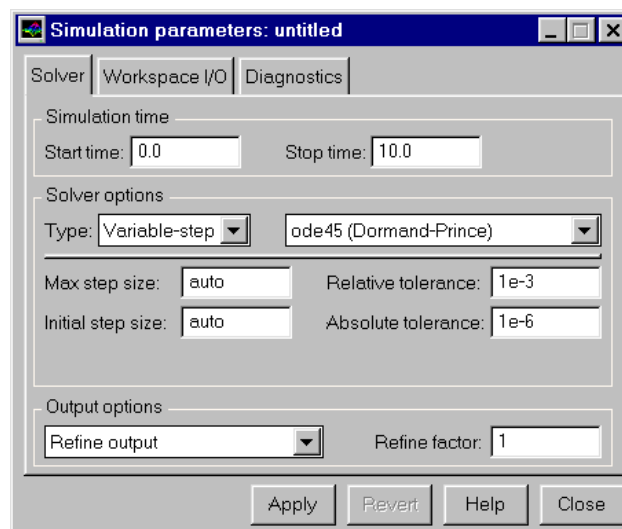 Simulation parameters: untitled
Solver Workspace I/O Diagnostics
Simulation time
Start time: 0.0 Stop time: 10.0
Solver options
Type: Variable-step ode45 (Dormand-Prince)
Max step size: auto Relative tolerance: 1e-3
Initial step size: auto Absolute tolerance: 1e-6
Output options
Refine output Refine factor: 1
Apply Revert Help Close